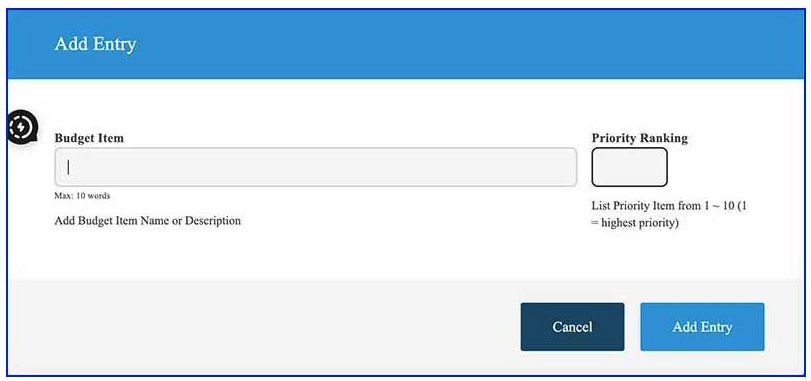 Add Entry
Budget Item
Priority Ranking
Max: 10 words
Add Budget Item Name or Description
List Priority Item from 1 ~ 10 (1
= highest priority)
Cancel
Add Entry